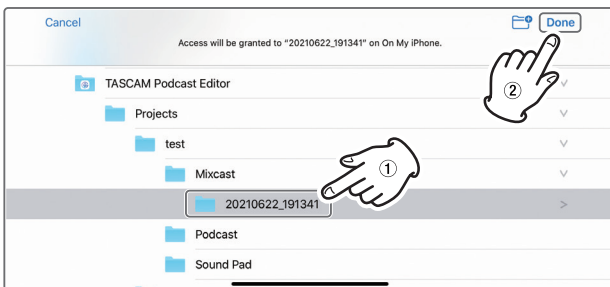 Cancel
Done
Access will be granted to “20210622_191341” on On My iPhone.
②
TASCAM Podcast Editor
Projects
test
Mixcast
①
20210622_191341
Podcast
Sound Pad